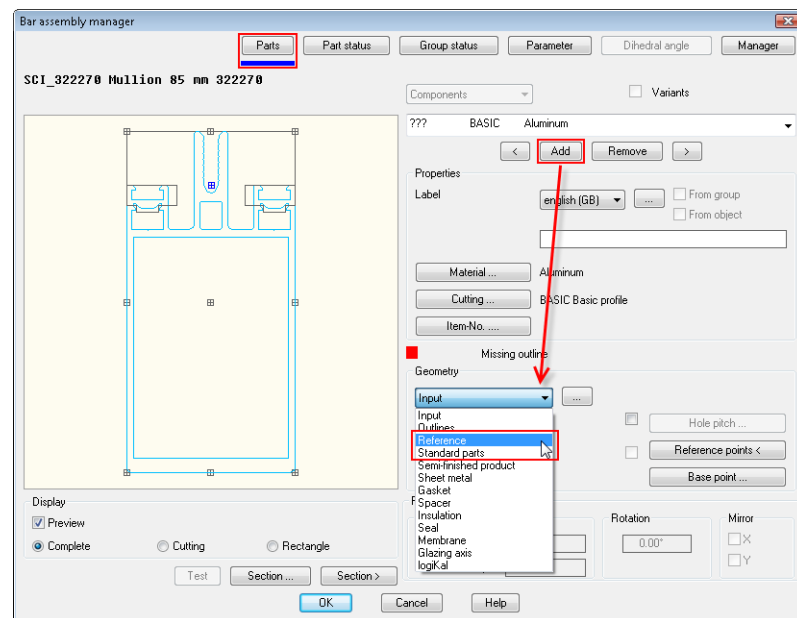 Bar assembly manager
Parts Part status Group status Parameter Dihedral angle Manager
SCI_322270 Mullion 85 mm 322270
Components Variants
??? BASIC Aluminum
< Add Remove >
Properties
Label english (GB) ... From group
From object
Material ... Aluminum
Cutting ... BASIC Basic profile
Item-No. ....
Missing outline
Geometry
Input ...
Input
Outlines
Reference
Standard parts
Semi-finished product
Sheet metal
Gasket
Spacer
Insulation
Seal
Membrane
Glazing axis
logiKal
Hole pitch ...
Reference points <
Base point ...
Rotation Mirror
0.00° X
Y
Display
Preview
Complete Cutting Rectangle
Test Section ... Section >
OK Cancel Help